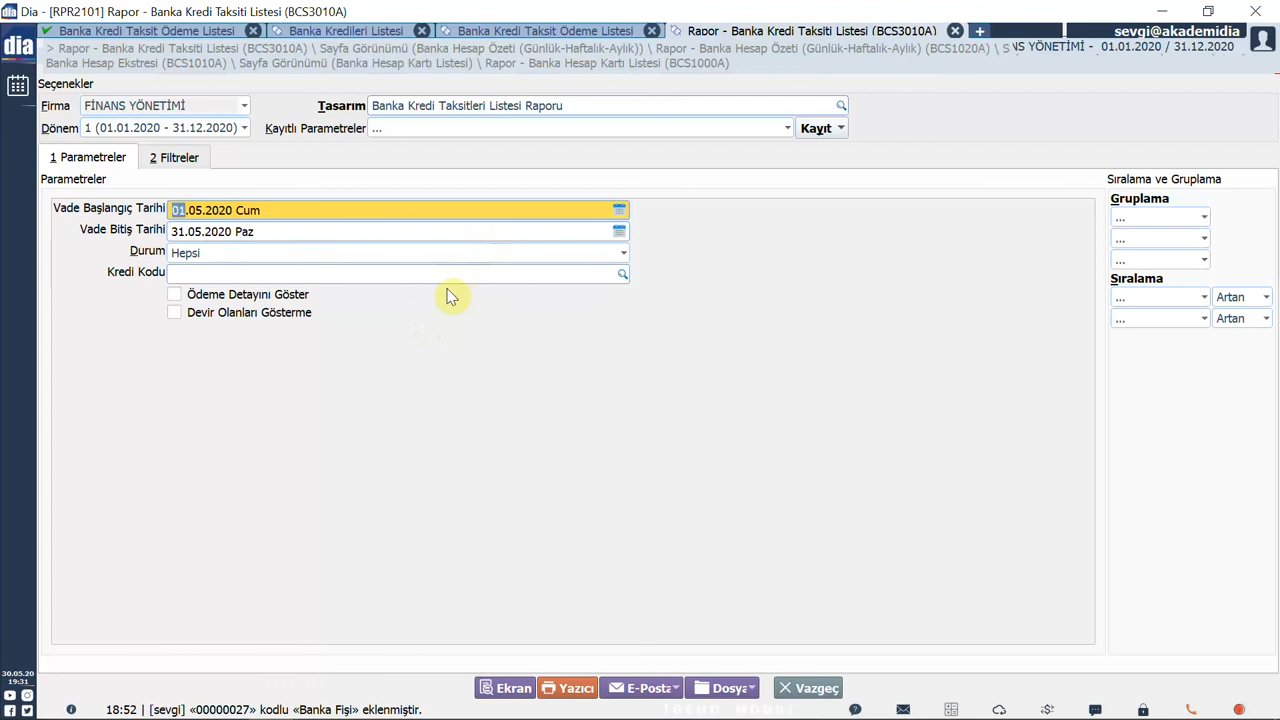 Dia - [RPR2101] Rapor - Banka Kredi Taksiti Listesi (BCS3010A)
dia
Banka Kredi Taksit Ödeme Listesi
Banka Kredileri Listesi
Banka Kredi Taksit Ödeme Listesi
Rapor - Banka Kredi Taksiti Listesi (BCS3010A)
sevgi@akademidia
> Rapor - Banka Kredi Taksiti Listesi (BCS3010A) \ Sayfa Görünümü (Banka Hesap Özeti (Günlük-Haftalık-Aylık)) \ Rapor - Banka Hesap Özeti (Günlük-Haftalık-Aylık) (BCS1020A) \ S
YÖNETİMİ - 01.01.2020 / 31.12.2020
Banka Hesap Ekstresi (BCS1010A) \ Sayfa Görünümü (Banka Hesap Kartı Listesi) \ Rapor - Banka Hesap Kartı Listesi (BCS1000A)
Seçenekler
Firma FİNANS YÖNETİMİ Tasarım Banka Kredi Taksitleri Listesi Raporu
Dönem 1 (01.01.2020 - 31.12.2020) Kayıtlı Parametreler ... Kayıt
1 Parametreler 2 Filtreler
Parametreler
Sıralama ve Gruplama
Vade Başlangıç Tarihi 01.05.2020 Cum
Vade Bitiş Tarihi 31.05.2020 Paz
Durum Hepsi
Kredi Kodu
Ödeme Detayını Göster
Devir Olanları Gösterme
Gruplama
...
...
...
Sıralama
... Artan
... Artan
Ekran Yazıcı E-Posta Dosya Vazgeç
30.05.20
19:31
18:52 | [sevgi] «00000027» kodlu «Banka Fişi» eklenmiştir.
[DEMO MODU]